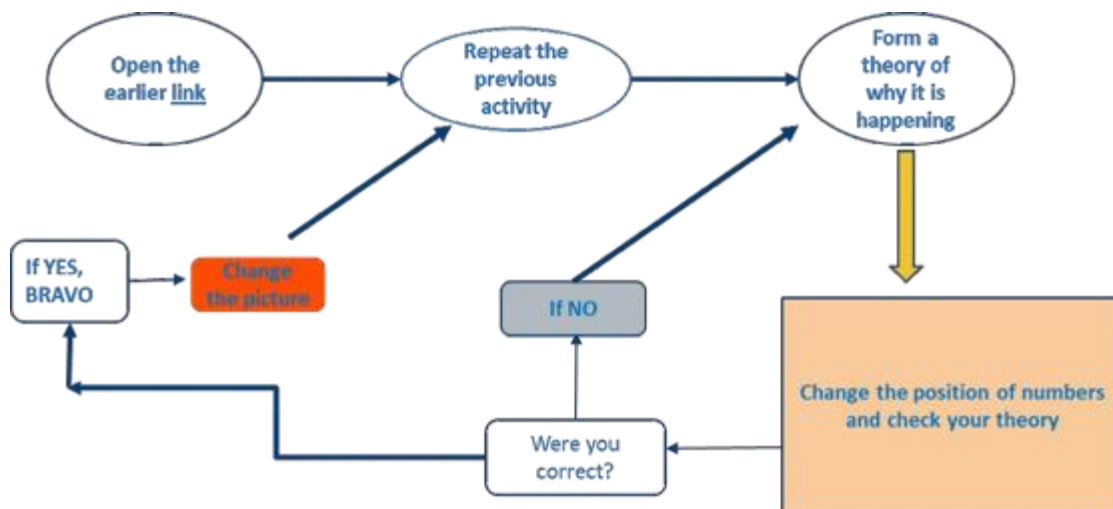 Open the
earlier link
Repeat the
previous
activity
Form a
theory of
why it is
happening
If YES,
BRAVO
Change
the picture
If NO
Change the position of numbers
and check your theory
Were you
correct?